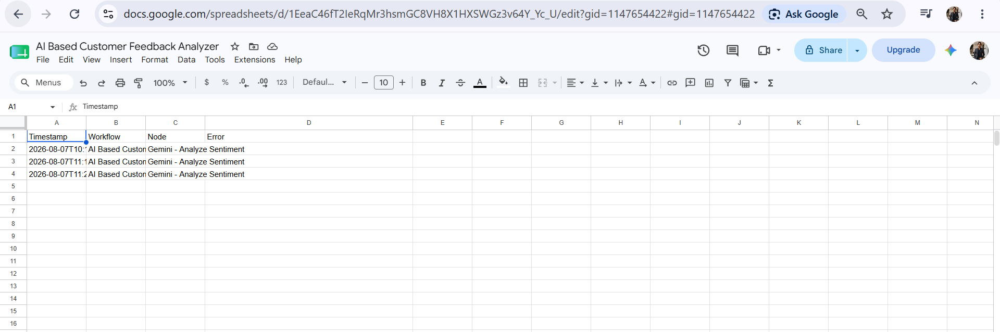 docs.google.com/spreadsheets/d/1EeaC46fT2IeRqMr3hsmGC8VH8X1HXSWGz3v64Y_Yc_U/edit?gid=1147654422#gid=1147654422 Ask Google
AI Based Customer Feedback Analyzer
File Edit View Insert Format Data Tools Extensions Help
Share Upgrade
Menus 100% $ % .0 .00 123 Defaul... 10 B I A
A1 fx Timestamp
A B C D E F G H I J K L M N
1 Timestamp Workflow Node Error
2 2026-08-07T10: AI Based Custon Gemini - Analyze Sentiment
3 2026-08-07T11:1 AI Based Custon Gemini - Analyze Sentiment
4 2026-08-07T11:2 AI Based Custon Gemini - Analyze Sentiment
5
6
7
8
9
10
11
12
13
14
15
16